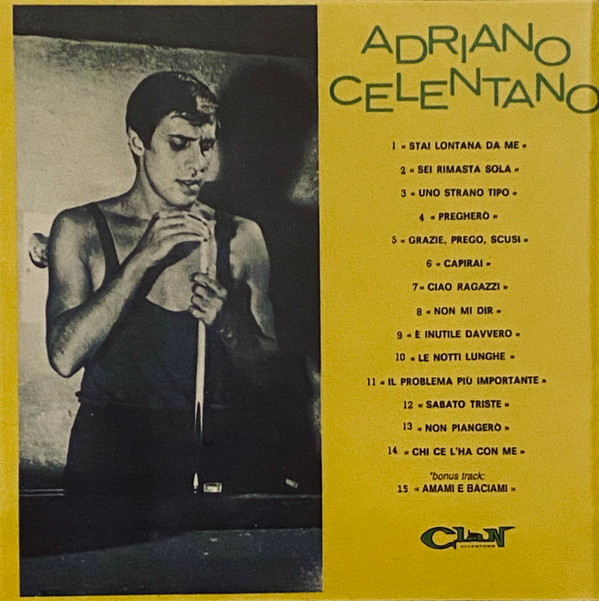 ADRIANO
CELENTANO
1 « STAI LONTANA DA ME »
2 « SEI RIMASTA SOLA »
3 « UNO STRANO TIPO »
4 « PREGHERÒ »
5 « GRAZIE, PREGO, SCUSI »
6 « CAPIRAI »
7 « CIAO RAGAZZI »
8 « NON MI DIR »
9 « È INUTILE DAVVERO »
10 « LE NOTTI LUNGHE »
11 « IL PROBLEMA PIÙ IMPORTANTE »
12 « SABATO TRISTE »
13 « NON PIANGERÒ »
14 « CHI CE L'HA CON ME »
*bonus track:
15 « AMAMI E BACIAMI »
Clan
CELENTANO